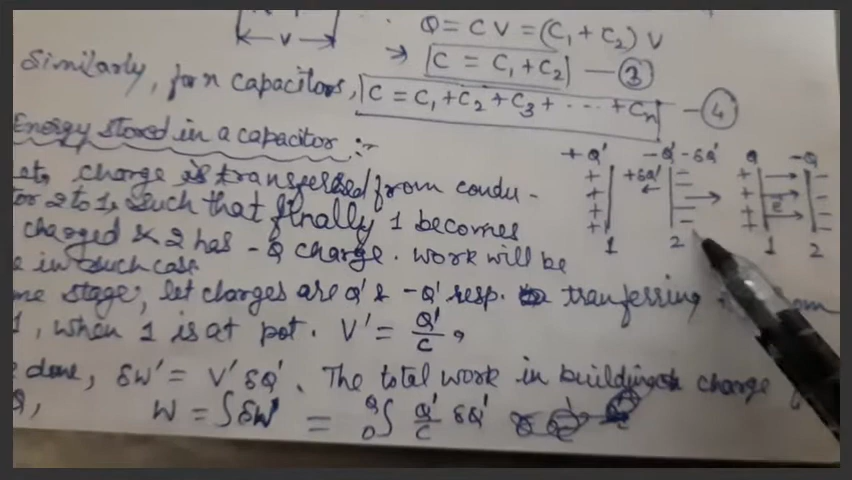 V
Q = CV = (C₁ + C₂) V
→ C = C₁ + C₂ — ③
Similarly, for n capacitors, C = C₁ + C₂ + C₃ + ..... + Cₙ — ④
Energy stored in a capacitor :-
+Q' -Q' -δQ' Q -Q
+δQ'
E
1 2 1 2
charge is transferred from condu-
tor 2 to 1, such that finally 1 becomes
charged & 2 has -Q charge. work will be
in such case
stage, let charges are Q' & -Q' resp. tranferring
1, when 1 is at pot. V' = Q'/C,
done, δW' = V' δQ'. The total work in building charge
Q, W = ∫δW = ₀^Q∫ Q'/C δQ'